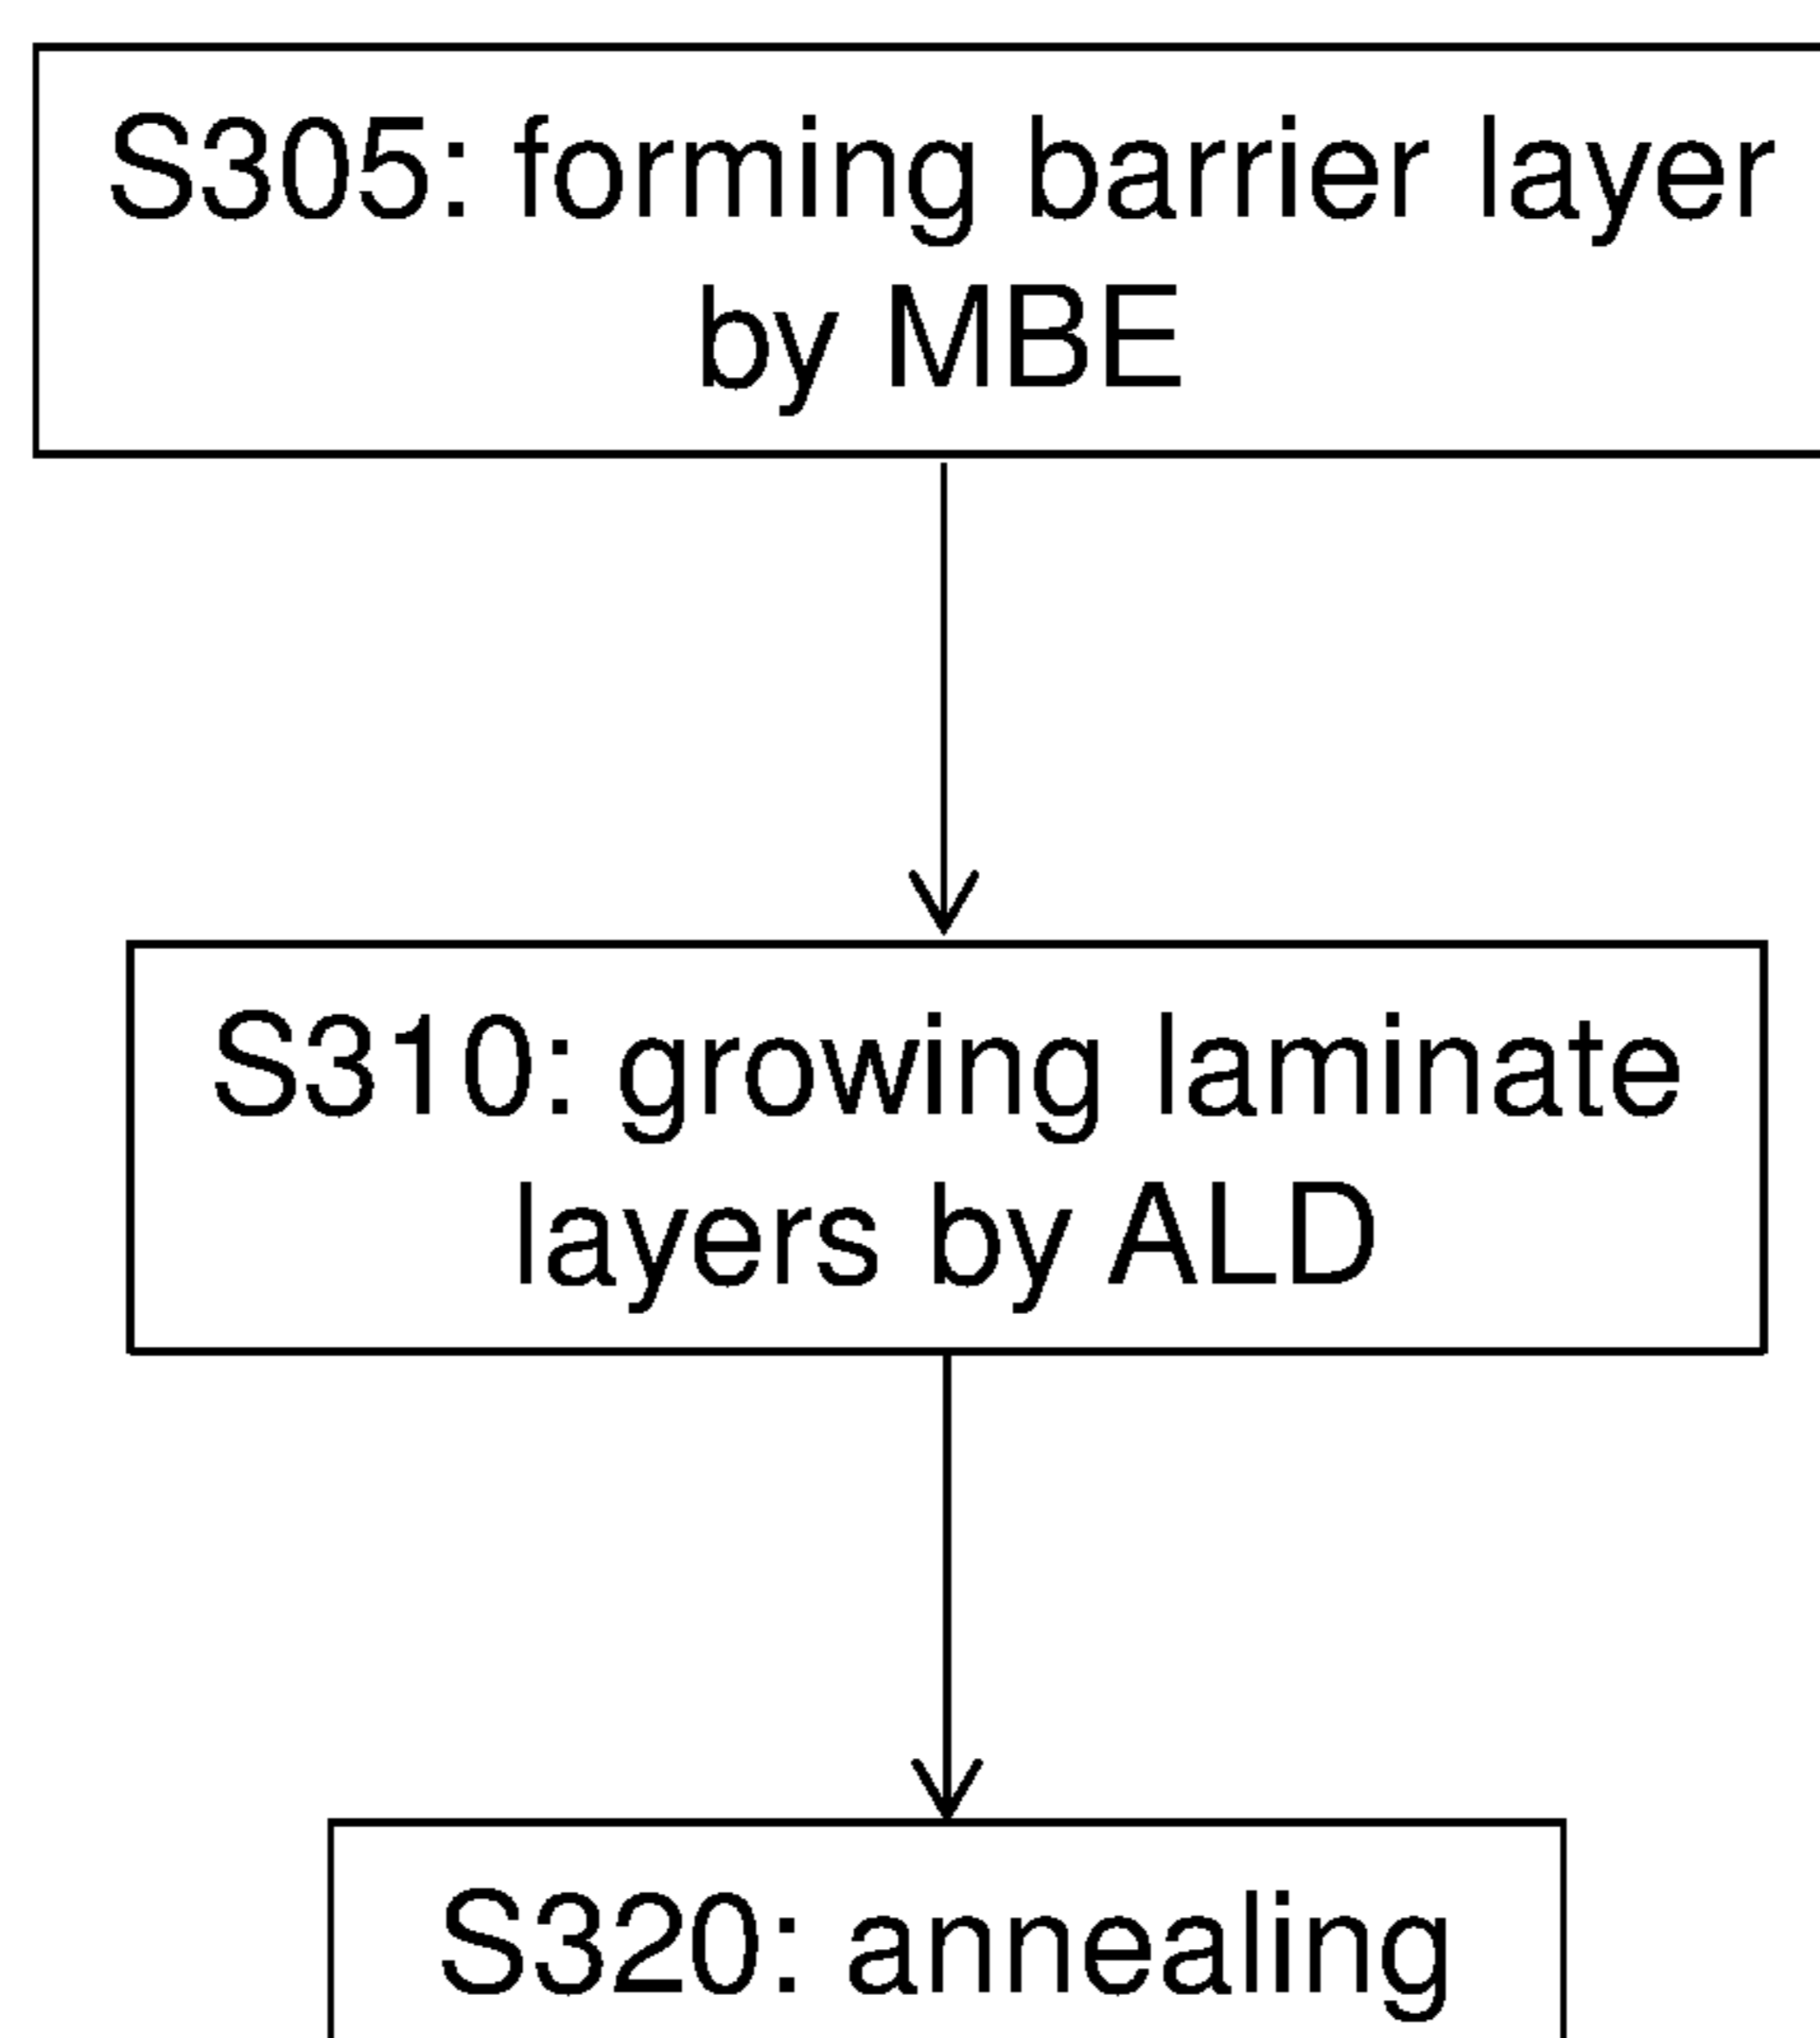 S305: forming barrier layer
by MBE
S310: growing laminate
layers by ALD
S320: annealing